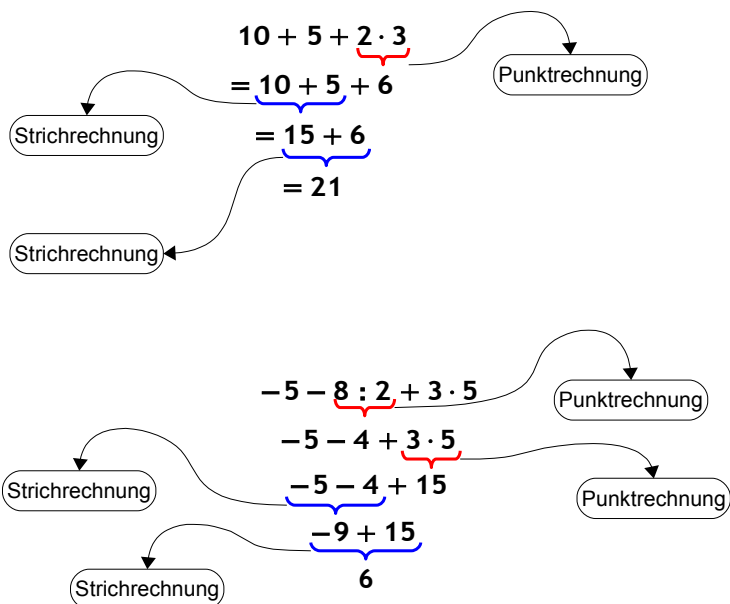 10 + 5 + 2 · 3
Punktrechnung
= 10 + 5 + 6
Strichrechnung
= 15 + 6
= 21
Strichrechnung
−5 − 8 : 2 + 3 · 5
Punktrechnung
−5 − 4 + 3 · 5
Strichrechnung
−5 − 4 + 15
Punktrechnung
−9 + 15
6
Strichrechnung